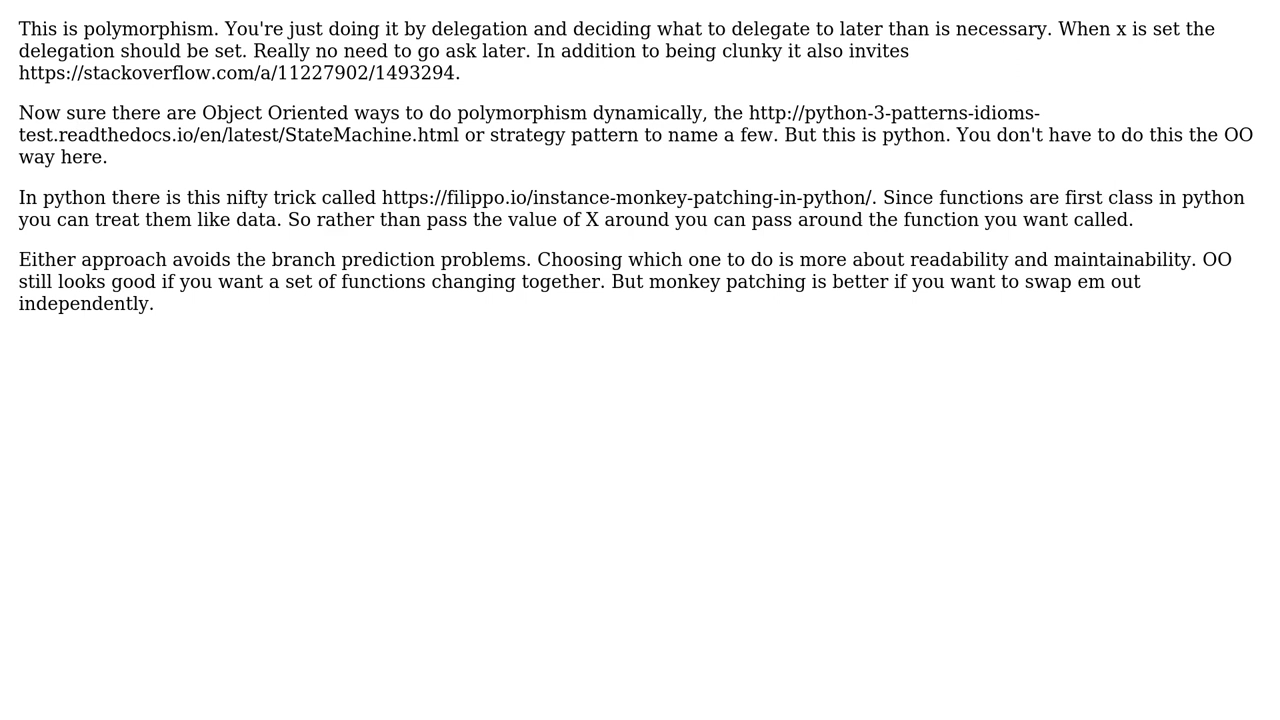 This is polymorphism. You're just doing it by delegation and deciding what to delegate to later than is necessary. When x is set the
delegation should be set. Really no need to go ask later. In addition to being clunky it also invites
https://stackoverflow.com/a/11227902/1493294.
Now sure there are Object Oriented ways to do polymorphism dynamically, the http://python-3-patterns-idioms-
test.readthedocs.io/en/latest/StateMachine.html or strategy pattern to name a few. But this is python. You don't have to do this the OO
way here.
In python there is this nifty trick called https://filippo.io/instance-monkey-patching-in-python/. Since functions are first class in python
you can treat them like data. So rather than pass the value of X around you can pass around the function you want called.
Either approach avoids the branch prediction problems. Choosing which one to do is more about readability and maintainability. OO
still looks good if you want a set of functions changing together. But monkey patching is better if you want to swap em out
independently.